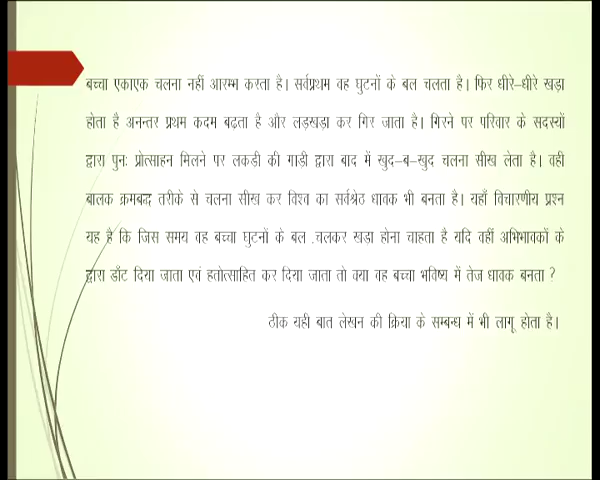 बच्चा एकाएक चलना नहीं आरम्भ करता है। सर्वप्रथम वह घुटनों के बल चलता है। फिर धीरे–धीरे खड़ा
होता है अनन्तर प्रथम कदम बढ़ता है और लड़खड़ा कर गिर जाता है। गिरने पर परिवार के सदस्यों
द्वारा पुन: प्रोत्साहन मिलने पर लकड़ी की गाड़ी द्वारा बाद में खुद–ब–खुद चलना सीख लेता है। वही
बालक क्रमबद्ध तरीके से चलना सीख कर विश्व का सर्वश्रेठ धावक भी बनता है। यहाँ विचारणीय प्रश्न
यह है कि जिस समय वह बच्चा घुटनों के बल .चलकर खड़ा होना चाहता है यदि वहीं अभिभावकों के
द्वारा डाँट दिया जाता एवं हतोत्साहित कर दिया जाता तो क्या वह बच्चा भविष्य में तेज धावक बनता ?
ठीक यही बात लेखन की क्रिया के सम्बन्ध में भी लागू होता है।